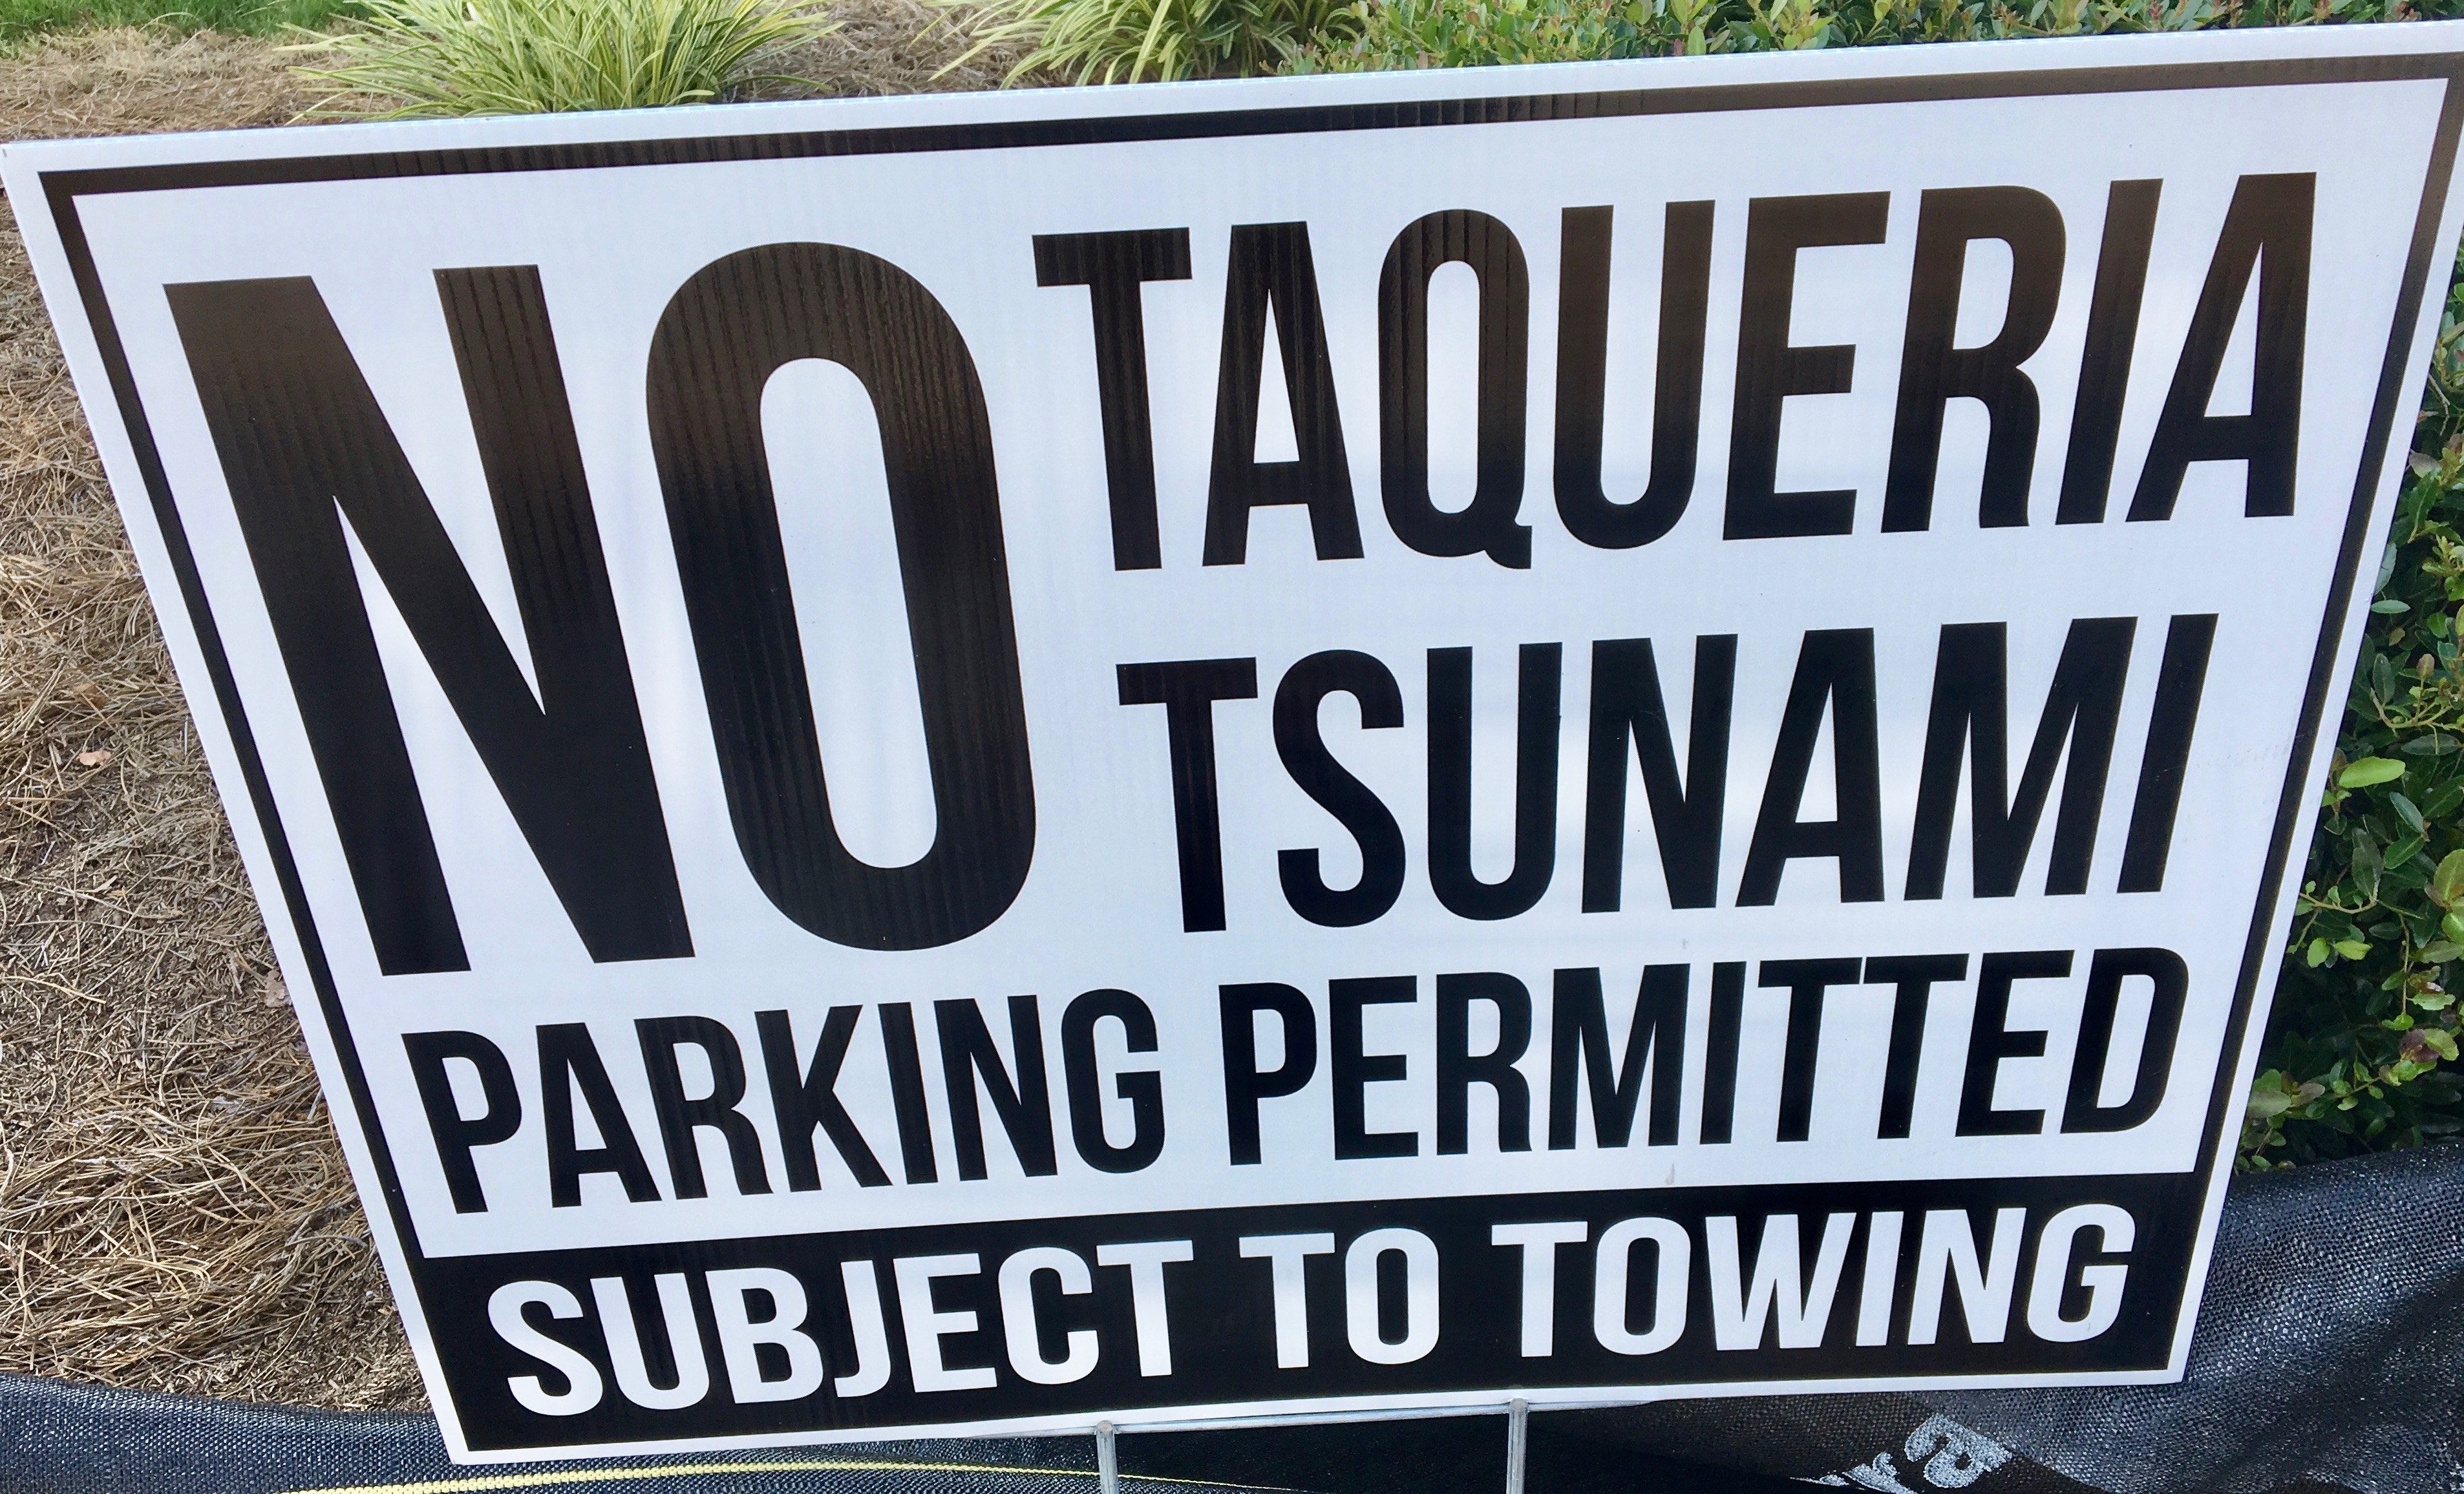 NO TAQUERIA
TSUNAMI
PARKING PERMITTED
SUBJECT TO TOWING